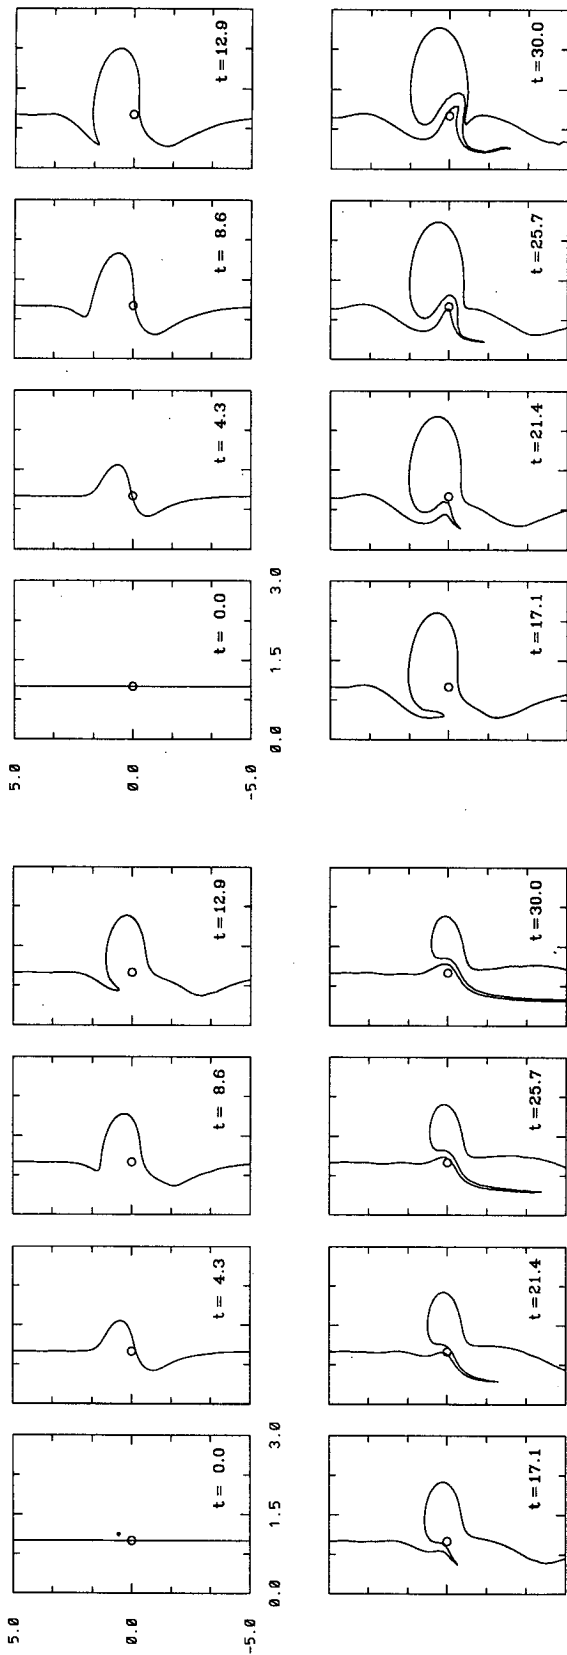 5.0
0.0
-5.0
t= 0.0
t= 4.3
t= 8.6
t=12.9
0.0 1.5 3.0
t=17.1
t=21.4
t=25.7
t=30.0
5.0
0.0
-5.0
t= 0.0
t= 4.3
t= 8.6
t=12.9
0.0 1.5 3.0
t=17.1
t=21.4
t=25.7
t=30.0